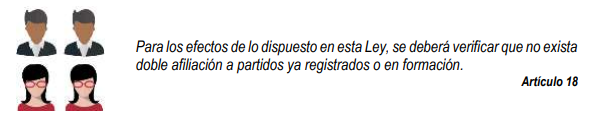 Para los efectos de lo dispuesto en esta Ley, se deberá verificar que no exista
doble afiliación a partidos ya registrados o en formación.
Artículo 18